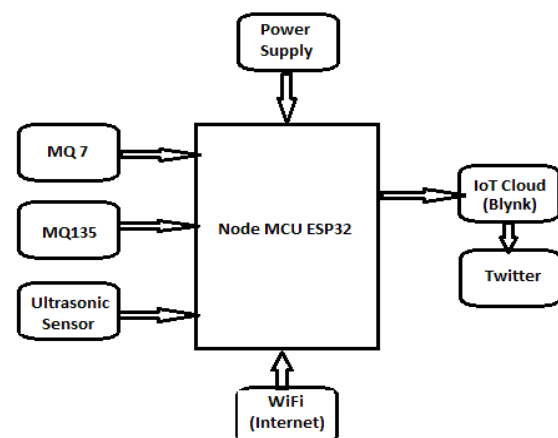 Power
Supply
MQ 7
MQ135
Ultrasonic
Sensor
Node MCU ESP32
IoT Cloud
(Blynk)
Twitter
WiFi
(Internet)